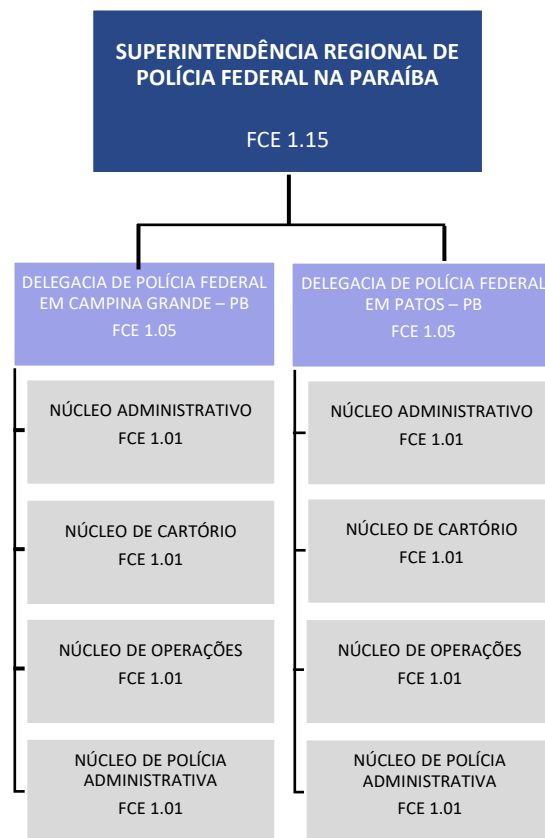 SUPERINTENDÊNCIA REGIONAL DE
POLÍCIA FEDERAL NA PARAÍBA
FCE 1.15
DELEGACIA DE POLÍCIA FEDERAL
EM CAMPINA GRANDE – PB
FCE 1.05
NÚCLEO ADMINISTRATIVO
FCE 1.01
NÚCLEO DE CARTÓRIO
FCE 1.01
NÚCLEO DE OPERAÇÕES
FCE 1.01
NÚCLEO DE POLÍCIA
ADMINISTRATIVA
FCE 1.01
DELEGACIA DE POLÍCIA FEDERAL
EM PATOS – PB
FCE 1.05
NÚCLEO ADMINISTRATIVO
FCE 1.01
NÚCLEO DE CARTÓRIO
FCE 1.01
NÚCLEO DE OPERAÇÕES
FCE 1.01
NÚCLEO DE POLÍCIA
ADMINISTRATIVA
FCE 1.01